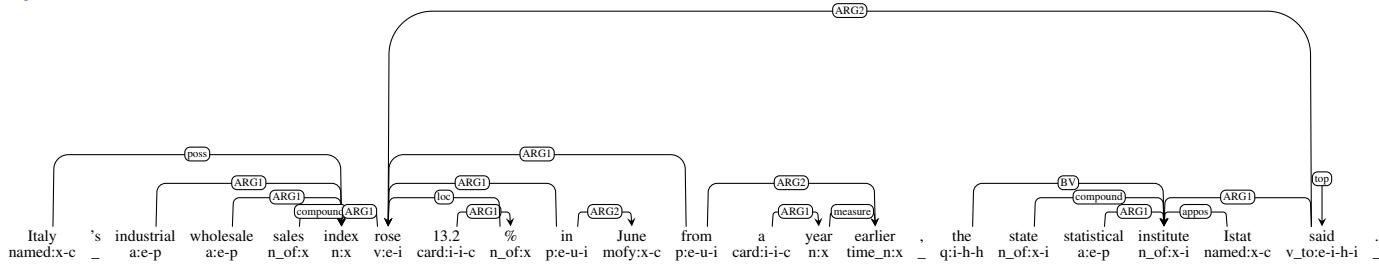 ARG2
poss ARG1
ARG1 ARG1 ARG2 BV
ARG1 loc compound ARG1
compound ARG1 ARG1 ARG2 ARG1 measure ARG1 appos top
Italy 's industrial wholesale sales index rose 13.2 % in June from a year earlier , the state statistical institute Istat said .
named:x-c _ a:e-p a:e-p n_of:x n:x v:e-i card:i-i-c n_of:x p:e-u-i mofy:x-c p:e-u-i card:i-i-c n:x time_n:x _ q:i-h-h n_of:x-i a:e-p n_of:x-i named:x-c v_to:e-i-h-i _